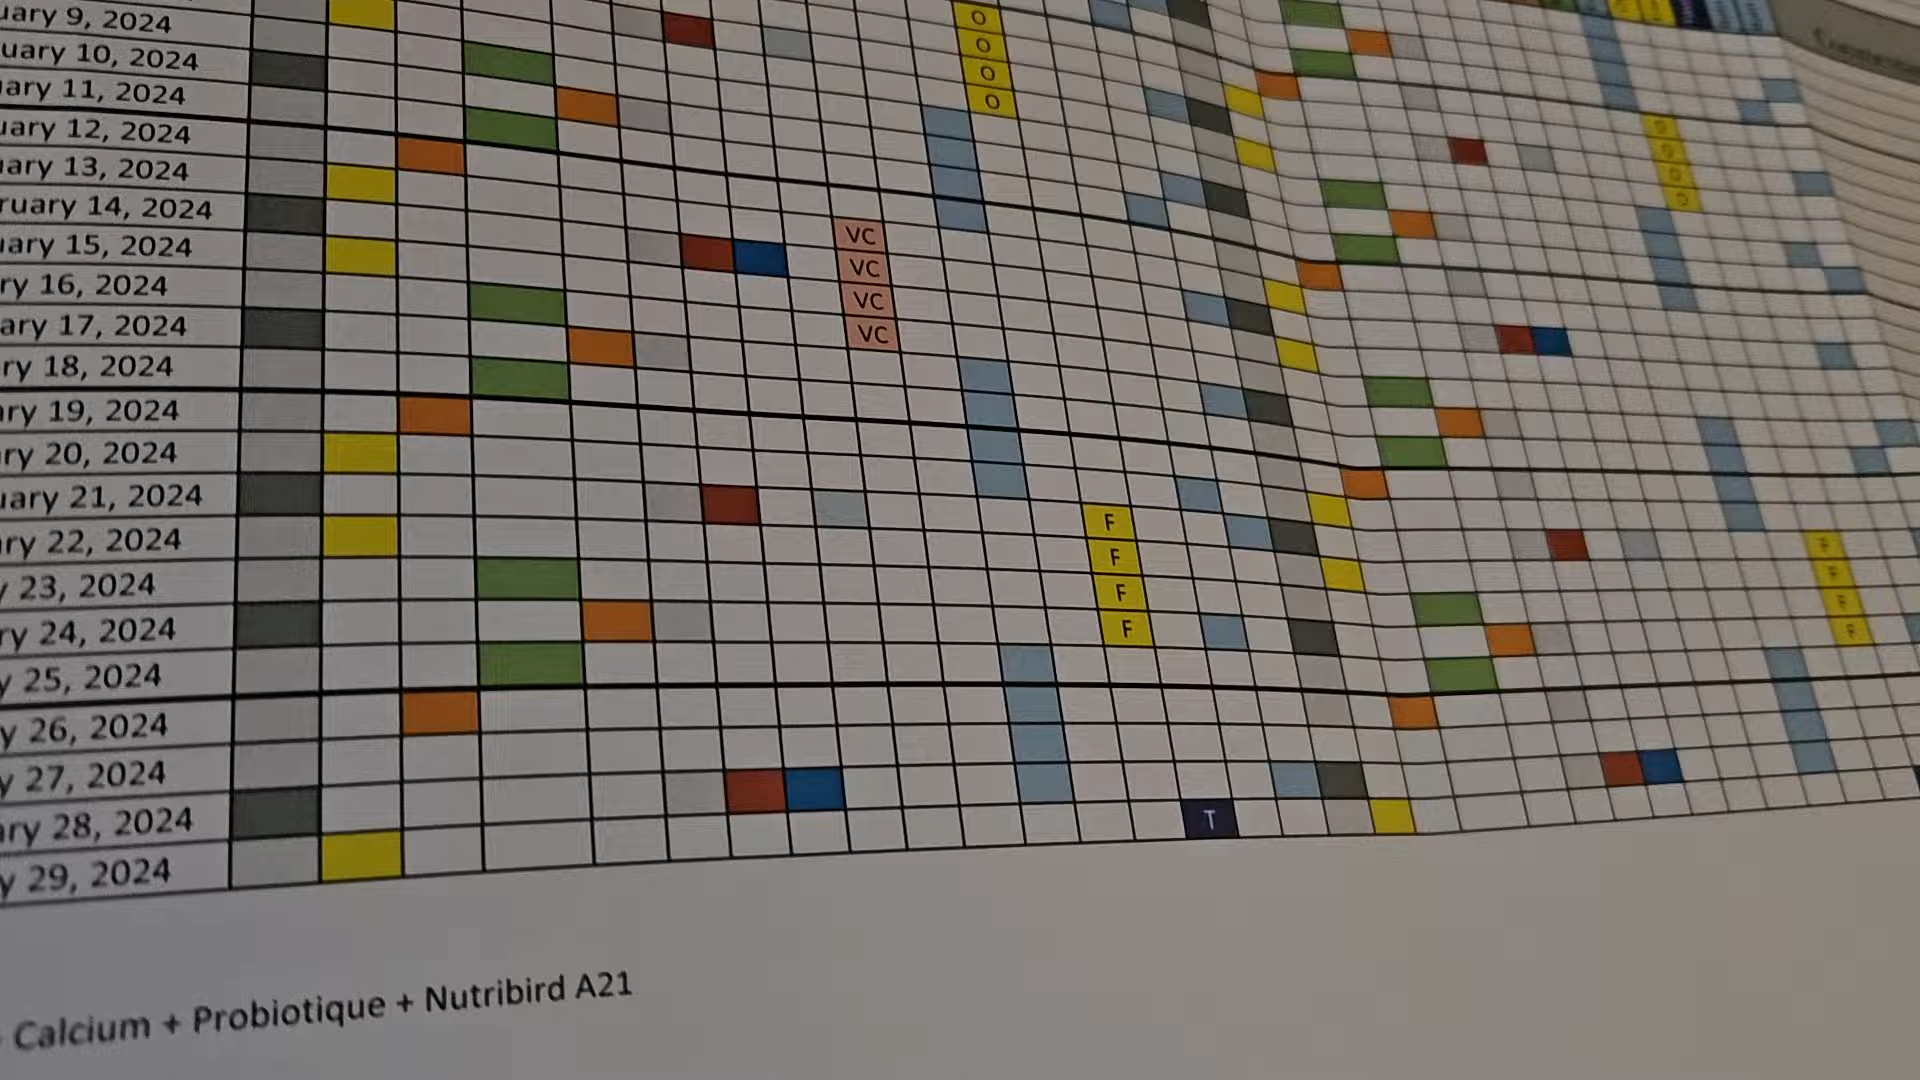 uary 9, 2024 O
uary 10, 2024 O
uary 11, 2024 O
uary 12, 2024 O
uary 13, 2024
ruary 14, 2024
uary 15, 2024 VC
ry 16, 2024 VC
ary 17, 2024 VC
ry 18, 2024 VC
ary 19, 2024
ry 20, 2024
uary 21, 2024
ary 22, 2024 F
y 23, 2024 F
ry 24, 2024 F
y 25, 2024 F
y 26, 2024
y 27, 2024
ary 28, 2024
y 29, 2024 T
O
O
O
O
F
F
F
F
Calcium + Probiotique + Nutribird A21